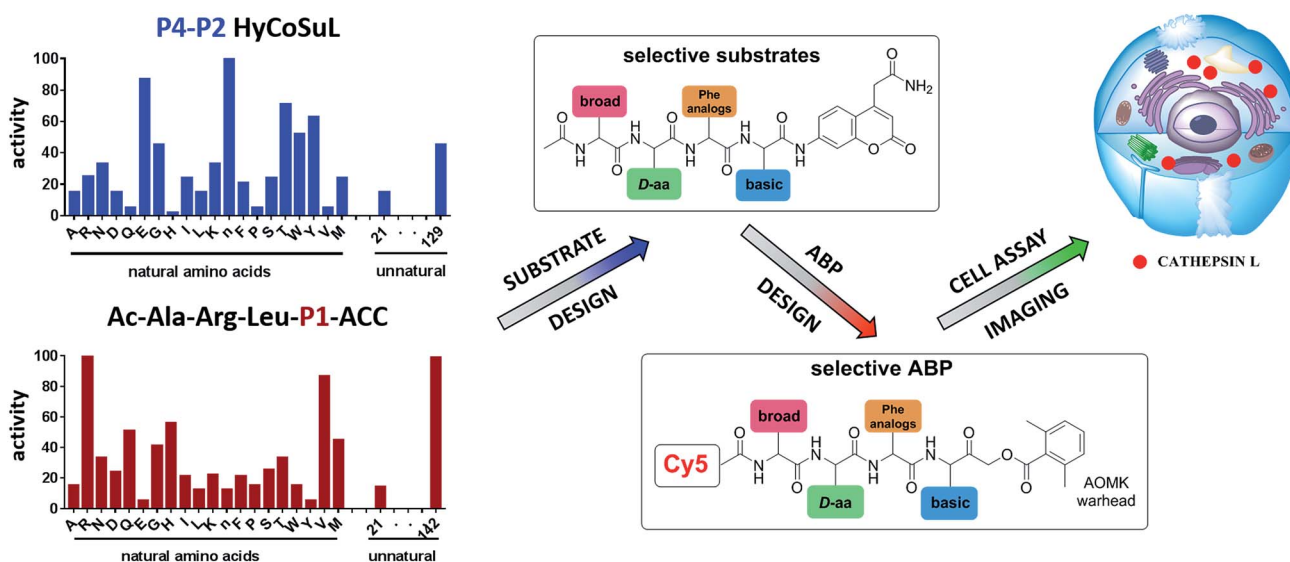 P4-P2 HyCoSuL
activity
100
80
60
40
20
0
A R N D Q E G H I L K n F P S T W Y V M 21 . . 129
natural amino acids
unnatural
Ac-Ala-Arg-Leu-P1-ACC
activity
100
80
60
40
20
0
A R N D Q E G H I L K n F P S T W Y V M 21 . . 142
natural amino acids
unnatural
SUBSTRATE
DESIGN
selective substrates
broad
Phe
analogs
D-aa
basic
O
N
H
O
H
N
O
N
H
O
H
N
O
N
H
O
O
O
NH₂
ABP
DESIGN
selective ABP
Cy5
broad
Phe
analogs
D-aa
basic
O
N
H
O
H
N
O
N
H
O
H
N
O
O
O
AOMK
warhead
CELL ASSAY
IMAGING
CATHEPSIN L